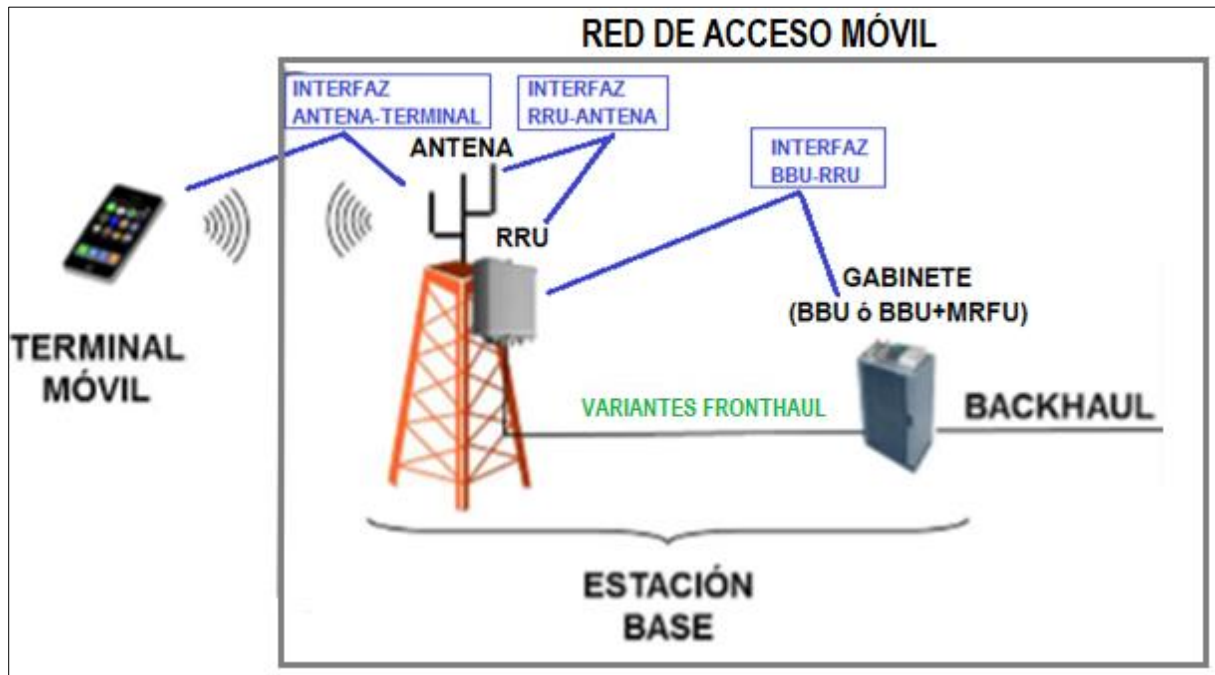 RED DE ACCESO MÓVIL
INTERFAZ
ANTENA-TERMINAL
INTERFAZ
RRU-ANTENA
ANTENA
INTERFAZ
BBU-RRU
RRU
GABINETE
(BBU ó BBU+MRFU)
TERMINAL
MÓVIL
VARIANTES FRONTHAUL
BACKHAUL
ESTACIÓN
BASE